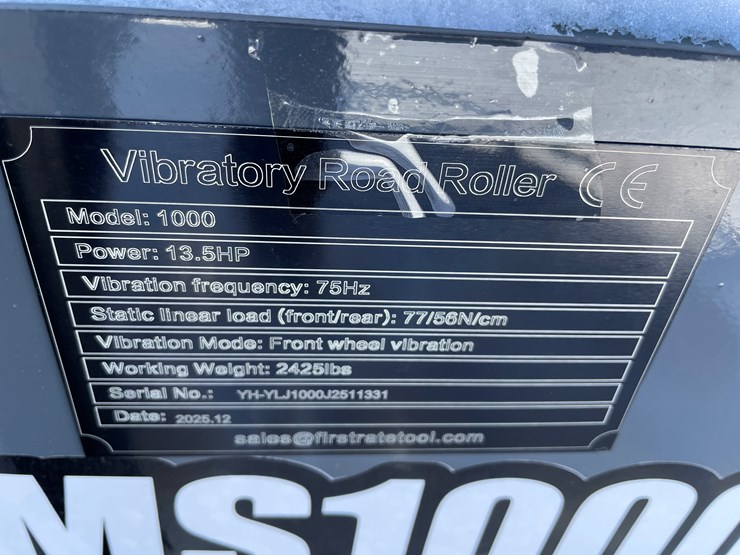 Vibratory Road Roller CE
Model: 1000
Power: 13.5HP
Vibration frequency: 75Hz
Static linear load (front/rear): 77/56N/cm
Vibration Mode: Front wheel vibration
Working Weight: 2425lbs
Serial No.: YH-YLJ1000J2511331
Date: 2025.12
sales@firstratetool.com
MS1000